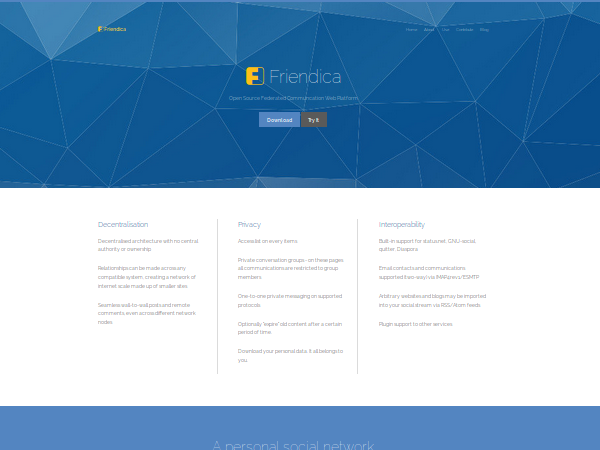 Friendica
Home About Use Contribute Blog
Friendica
Open Source Federated Communication Web Platform
Download Try It
Decentralisation
Decentralised architecture with no central
authority or ownership.
Relationships can be made across any
compatible system, creating a network of
internet scale made up of smaller sites.
Seamless wall-to-wall posts and remote
comments, even across different network
nodes.
Privacy
Access list on every items.
Private conversation groups - on these pages
all communications are restricted to group
members.
One-to-one private messaging on supported
protocols.
Optionally "expire" old content after a certain
period of time.
Download your personal data. It all belongs to
you.
Interoperability
Built-in support for status.net, GNU-social,
quitter, Diaspora
Email contacts and communications
supported (two-way) via IMAP4rev1/ESMTP
Arbitrary websites and blogs may be imported
into your social stream via RSS/Atom feeds
Plugin support to other services.
A personal social network